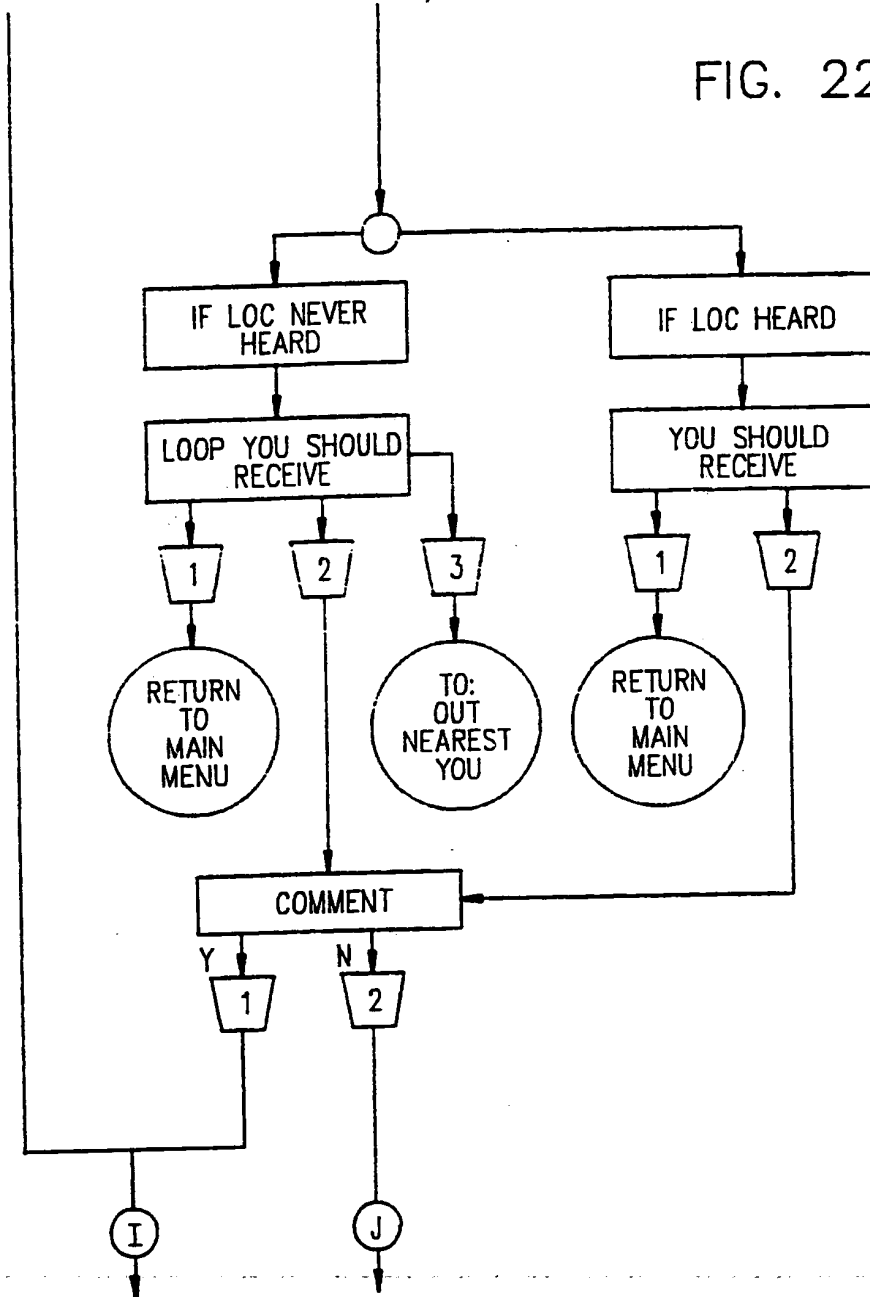 FIG. 22
IF LOC NEVER
HEARD
IF LOC HEARD
LOOP YOU SHOULD
RECEIVE
YOU SHOULD
RECEIVE
1
2
3
1
2
RETURN
TO
MAIN
MENU
TO:
OUT
NEAREST
YOU
RETURN
TO
MAIN
MENU
COMMENT
Y
N
1
2
I
J